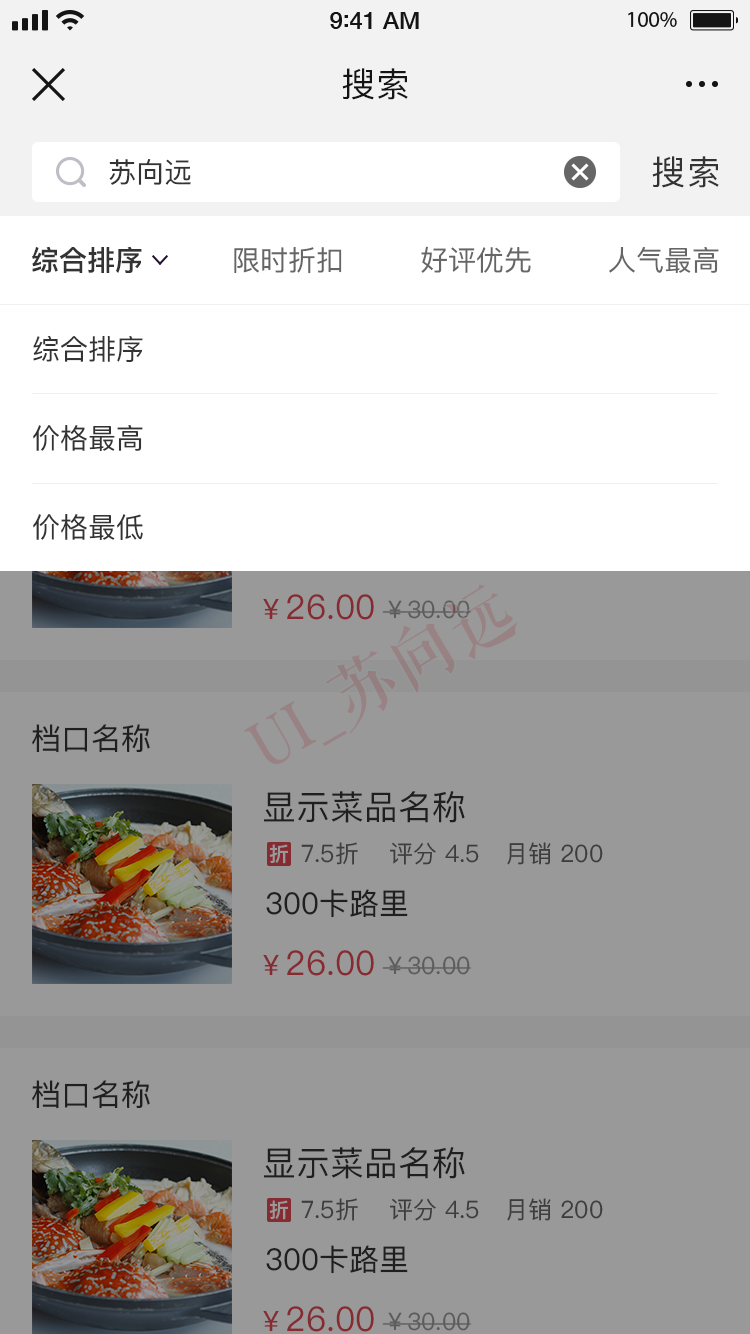 9:41 AM 100%
搜索
苏向远 搜索
综合排序 限时折扣 好评优先 人气最高
综合排序
价格最高
价格最低
¥26.00 ¥30.00
UI_苏向远
档口名称
显示菜品名称
折 7.5折 评分 4.5 月销 200
300卡路里
¥26.00 ¥30.00
档口名称
显示菜品名称
折 7.5折 评分 4.5 月销 200
300卡路里
¥26.00 ¥30.00